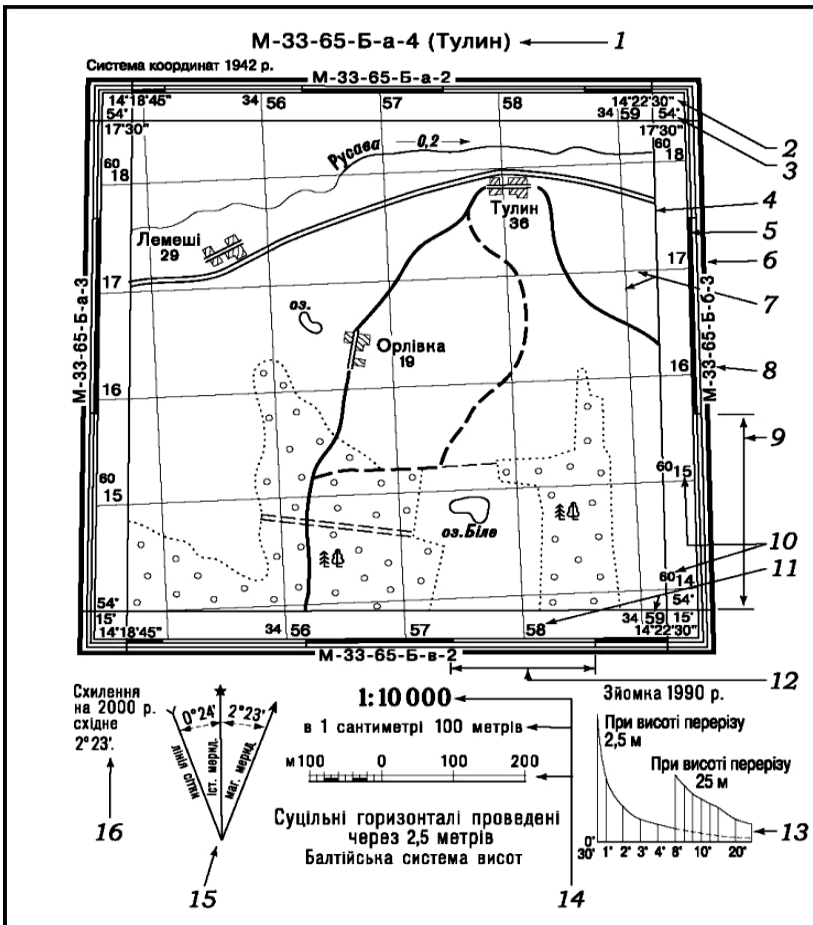 М-33-65-Б-а-4 (Тулин) 1
Система координат 1942 р.
М-33-65-Б-а-2
14°18'45" 34 56 57 58 14°22'30"
54° 34 59 54°
17'30" 17'30"
2
3
60 18 60 18
Русава 0,2
4
Тулин
36
5
Лемеші
29
6
17 17
7
М-33-65-Б-а-3
М-33-65-Б-б-3
оз.
Орлівка
19
8
16 16
9
60 15 60 15
оз.Біле
10
60 14
11
54° 54°
15' 34 56 57 58 34 59 15'
14°18'45" 14°22'30"
М-33-65-Б-в-2
12
Схилення
на 2000 р.
східне
2°23'.
16
0°24' 2°23'
лінія сітки
іст. мерид.
маг. мерид.
15
1:10 000
в 1 сантиметрі 100 метрів
м 100 0 100 200
Суцільні горизонталі проведені
через 2,5 метрів
Балтійська система висот
14
Зйомка 1990 р.
При висоті перерізу
2,5 м
При висоті перерізу
25 м
13
0°
30' 1° 2° 3° 4° 8° 10° 20°